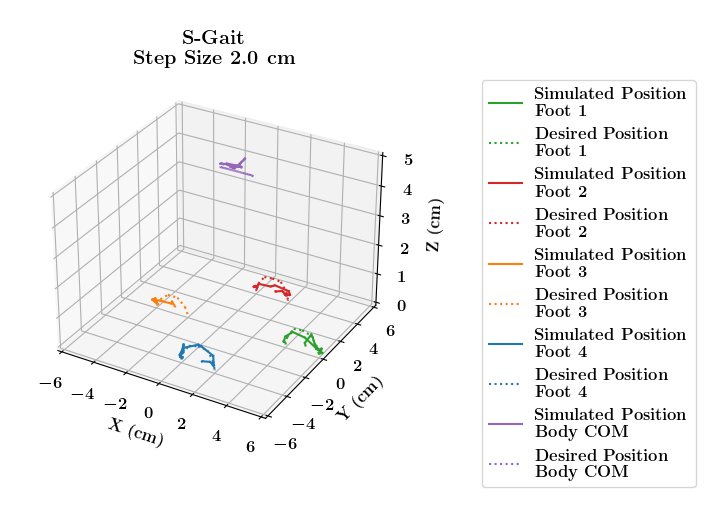 S-Gait
Step Size 2.0 cm
5
4
3
2
1
0
Z (cm)
6
4
2
0
−2
−4
−6
Y (cm)
−6
−4
−2
0
2
4
6
X (cm)
Simulated Position
Foot 1
Desired Position
Foot 1
Simulated Position
Foot 2
Desired Position
Foot 2
Simulated Position
Foot 3
Desired Position
Foot 3
Simulated Position
Foot 4
Desired Position
Foot 4
Simulated Position
Body COM
Desired Position
Body COM